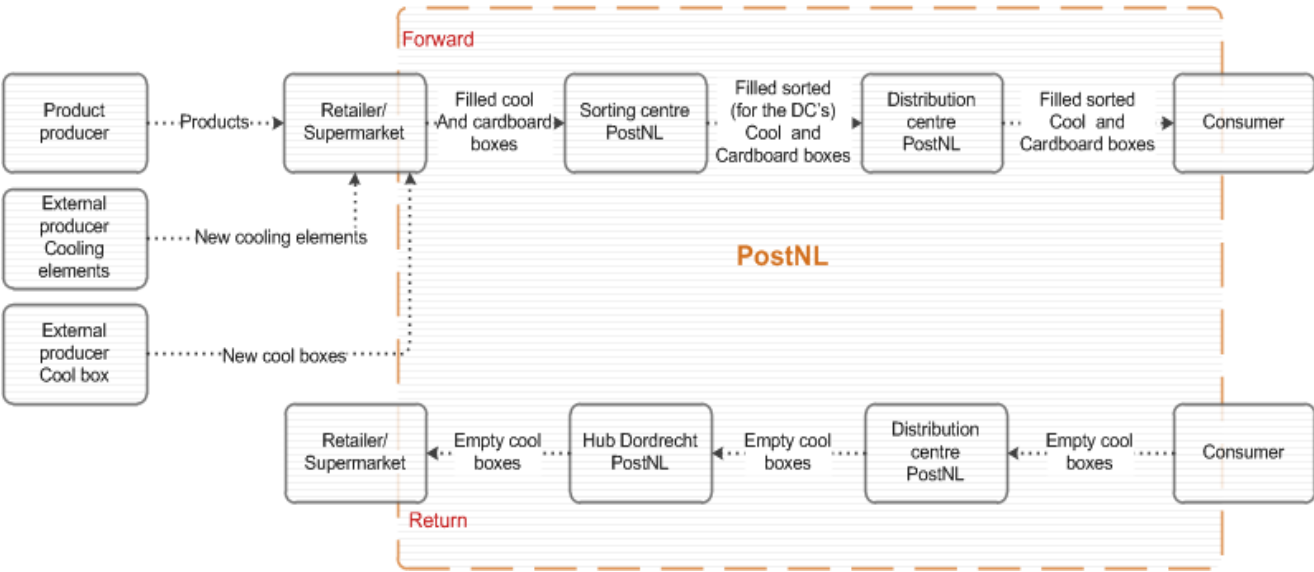 Forward
Product
producer
Products
Retailer/
Supermarket
Filled cool
And cardboard
boxes
Sorting centre
PostNL
Filled sorted
(for the DC's)
Cool and
Cardboard boxes
Distribution
centre
PostNL
Filled sorted
Cool and
Cardboard boxes
Consumer
External
producer
Cooling
elements
New cooling elements
PostNL
External
producer
Cool box
New cool boxes
Retailer/
Supermarket
Empty cool
boxes
Hub Dordrecht
PostNL
Empty cool
boxes
Distribution
centre
PostNL
Empty cool
boxes
Consumer
Return